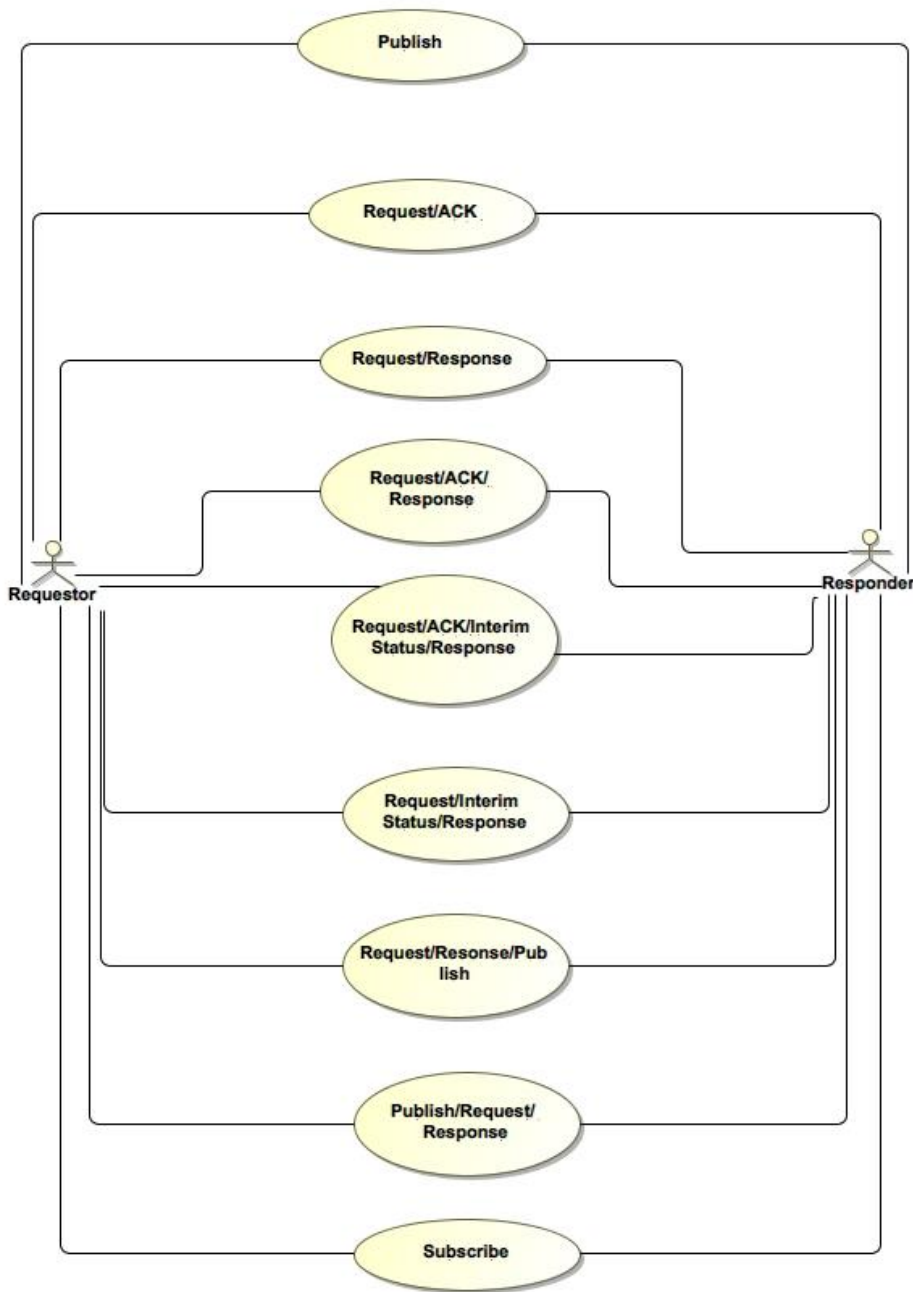 Publish
Request/ACK
Request/Response
Request/ACK/
Response
Requestor
Responder
Request/ACK/Interim
Status/Response
Request/Interim
Status/Response
Request/Resonse/Pub
lish
Publish/Request/
Response
Subscribe